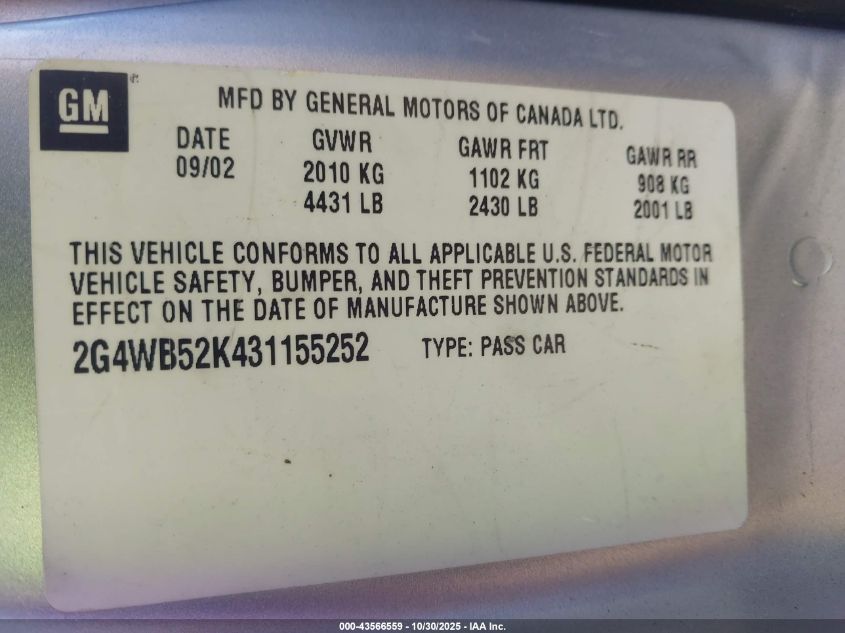 GM
MFD BY GENERAL MOTORS OF CANADA LTD.
DATE GVWR GAWR FRT GAWR RR
09/02 2010 KG 1102 KG 908 KG
4431 LB 2430 LB 2001 LB
THIS VEHICLE CONFORMS TO ALL APPLICABLE U.S. FEDERAL MOTOR
VEHICLE SAFETY, BUMPER, AND THEFT PREVENTION STANDARDS IN
EFFECT ON THE DATE OF MANUFACTURE SHOWN ABOVE.
2G4WB52K431155252 TYPE: PASS CAR
000-43566559 - 10/30/2025 - IAA Inc.